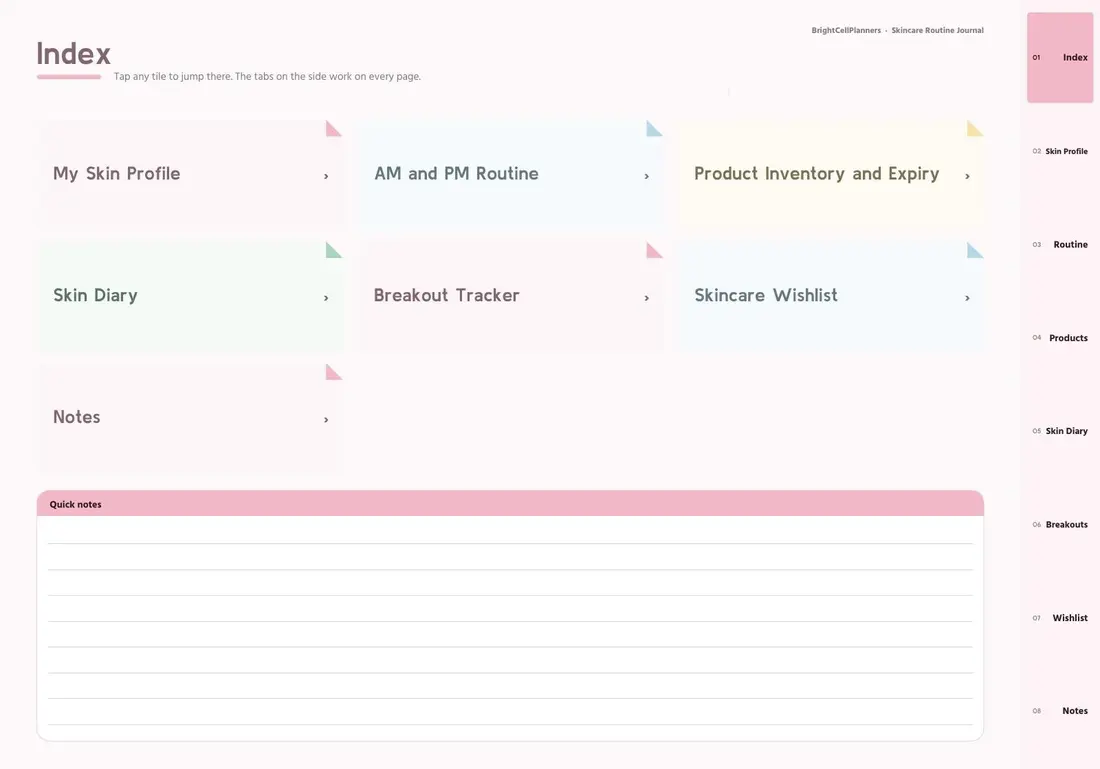 BrightCellPlanners · Skincare Routine Journal
Index
Tap any tile to jump there. The tabs on the side work on every page.
My Skin Profile ›
AM and PM Routine ›
Product Inventory and Expiry ›
Skin Diary ›
Breakout Tracker ›
Skincare Wishlist ›
Notes ›
Quick notes
01 Index
02 Skin Profile
03 Routine
04 Products
05 Skin Diary
06 Breakouts
07 Wishlist
08 Notes